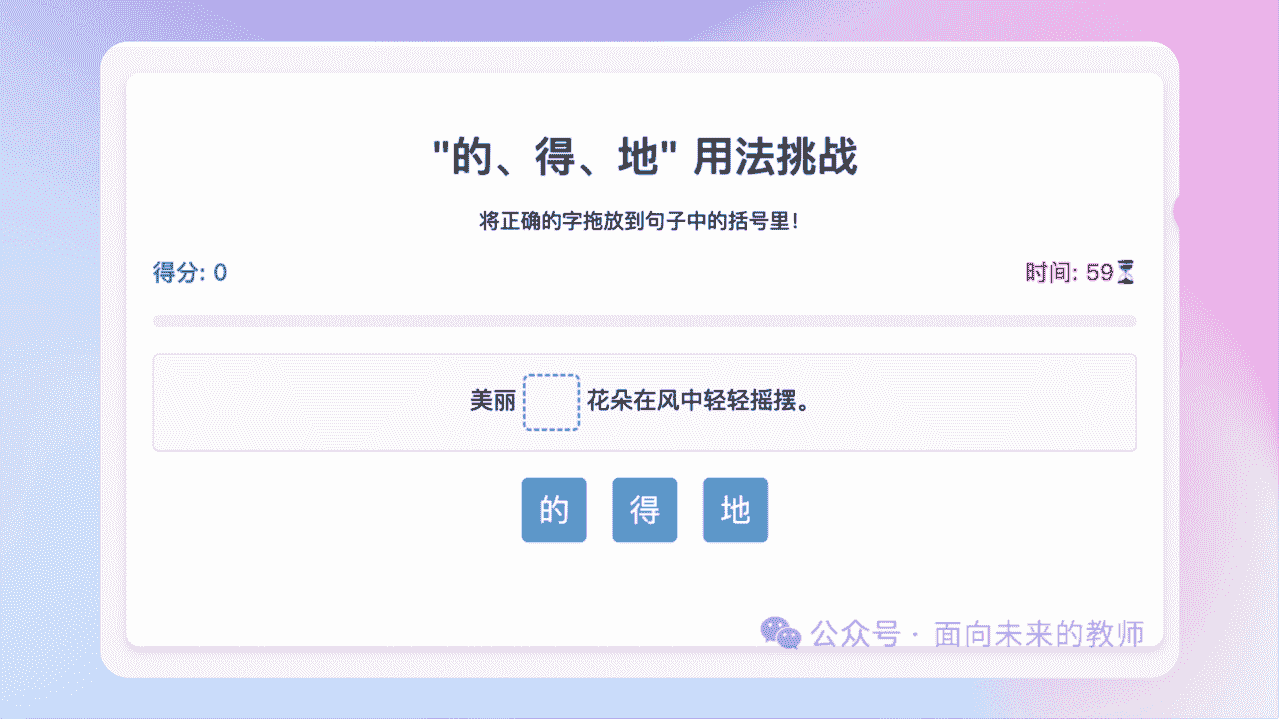 "的、得、地" 用法挑战
将正确的字拖放到句子中的括号里！
得分: 0
时间: 59⏳
美丽 花朵在风中轻轻摇摆。
的 得 地
公众号 · 面向未来的教师